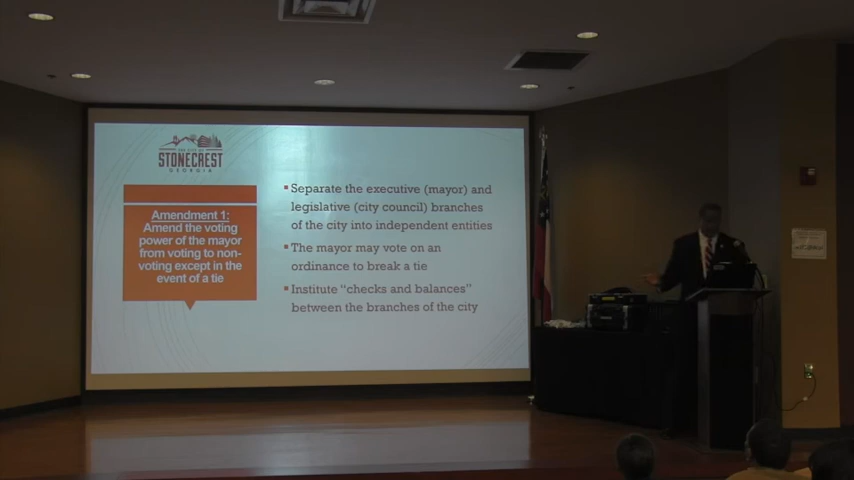 THE CITY OF
STONECREST
GEORGIA
Amendment 1:
Amend the voting
power of the mayor
from voting to non-
voting except in the
event of a tie
Separate the executive (mayor) and
legislative (city council) branches
of the city into independent entities
The mayor may vote on an
ordinance to break a tie
Institute “checks and balances”
between the branches of the city